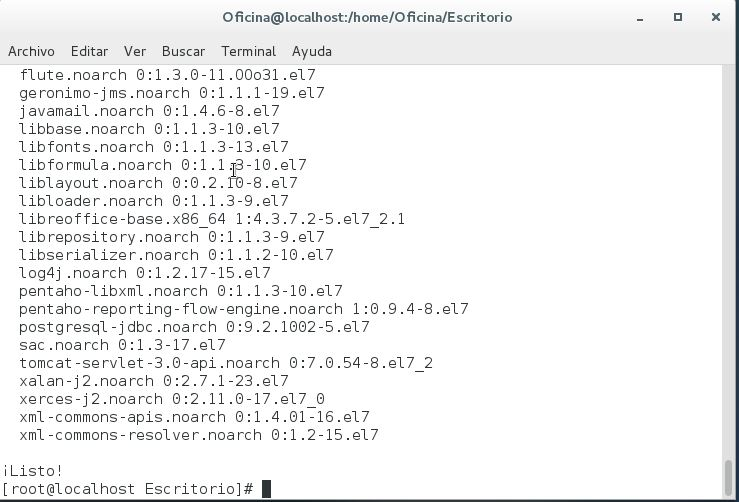 Oficina@localhost:/home/Oficina/Escritorio
Archivo Editar Ver Buscar Terminal Ayuda
flute.noarch 0:1.3.0-11.OOo31.el7
geronimo-jms.noarch 0:1.1.1-19.el7
javamail.noarch 0:1.4.6-8.el7
libbase.noarch 0:1.1.3-10.el7
libfonts.noarch 0:1.1.3-13.el7
libformula.noarch 0:1.1.3-10.el7
liblayout.noarch 0:0.2.10-8.el7
libloader.noarch 0:1.1.3-9.el7
libreoffice-base.x86_64 1:4.3.7.2-5.el7_2.1
librepository.noarch 0:1.1.3-9.el7
libserializer.noarch 0:1.1.2-10.el7
log4j.noarch 0:1.2.17-15.el7
pentaho-libxml.noarch 0:1.1.3-10.el7
pentaho-reporting-flow-engine.noarch 1:0.9.4-8.el7
postgresql-jdbc.noarch 0:9.2.1002-5.el7
sac.noarch 0:1.3-17.el7
tomcat-servlet-3.0-api.noarch 0:7.0.54-8.el7_2
xalan-j2.noarch 0:2.7.1-23.el7
xerces-j2.noarch 0:2.11.0-17.el7_0
xml-commons-apis.noarch 0:1.4.01-16.el7
xml-commons-resolver.noarch 0:1.2-15.el7
¡Listo!
[root@localhost Escritorio]#